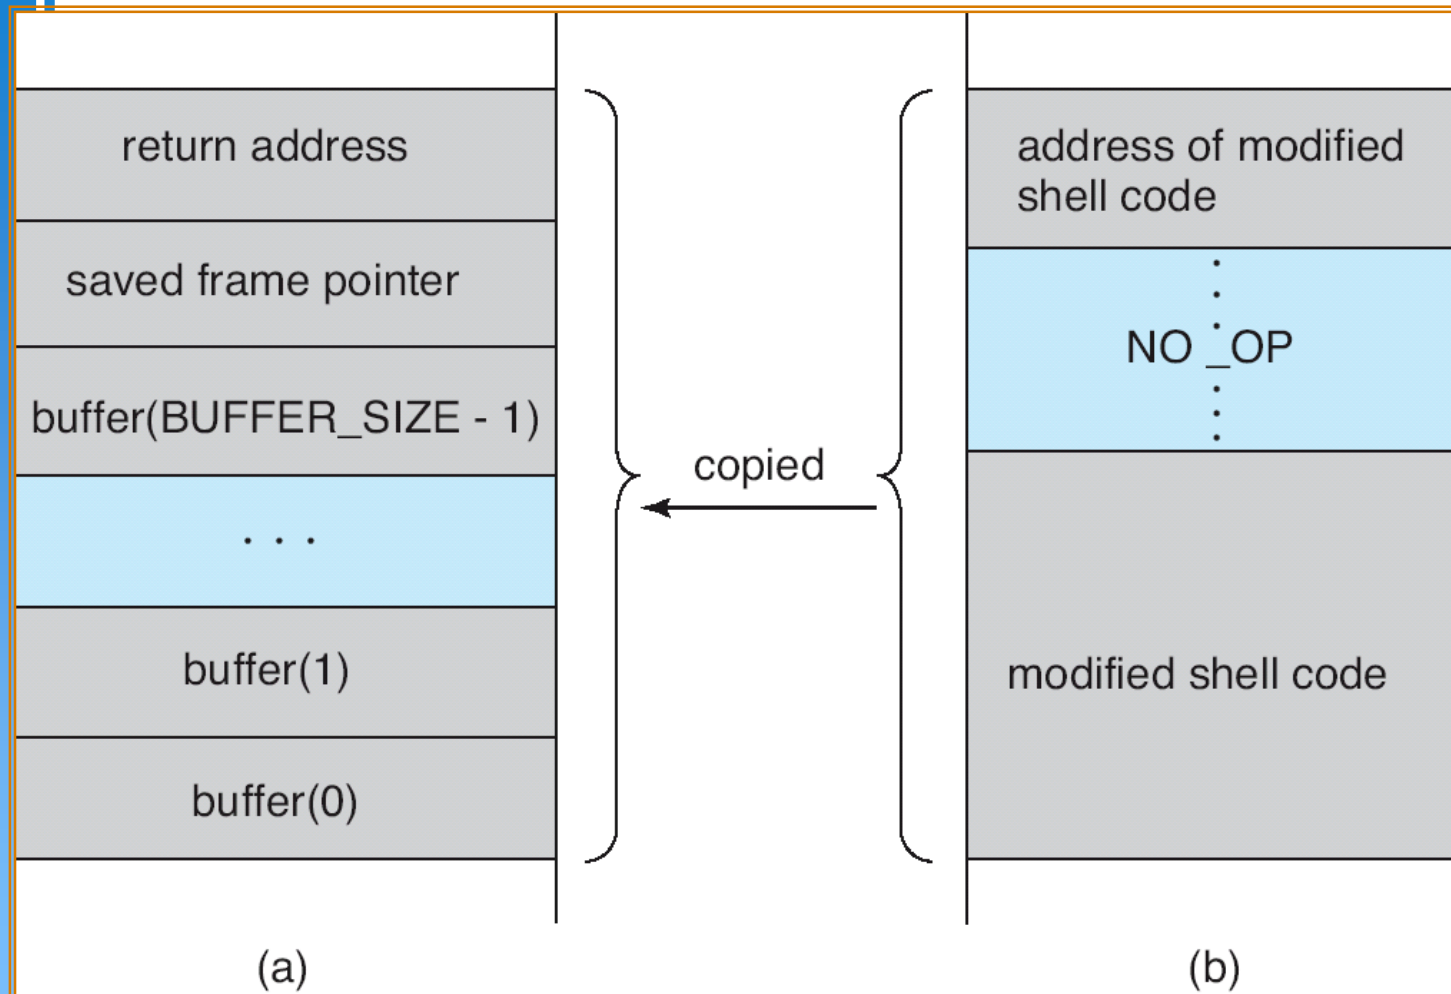 return address
saved frame pointer
buffer(BUFFER_SIZE - 1)
. . .
buffer(1)
buffer(0)
(a)
copied
address of modified
shell code
NO _OP
modified shell code
(b)